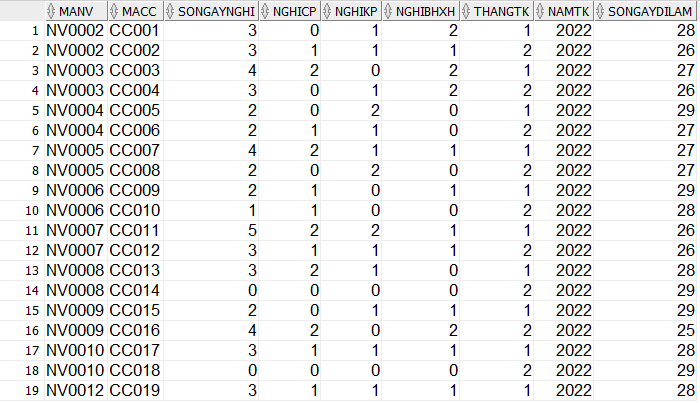 MANV MACC SONGAYNGHI NGHICP NGHIKP NGHIBHXH THANGTK NAMTK SONGAYDILAM
1 NV0002 CC001 3 0 1 2 1 2022 28
2 NV0002 CC002 3 1 1 1 2 2022 26
3 NV0003 CC003 4 2 0 2 1 2022 27
4 NV0003 CC004 3 0 1 2 2 2022 26
5 NV0004 CC005 2 0 2 0 1 2022 29
6 NV0004 CC006 2 1 1 0 2 2022 27
7 NV0005 CC007 4 2 1 1 1 2022 27
8 NV0005 CC008 2 0 2 0 2 2022 27
9 NV0006 CC009 2 1 0 1 1 2022 29
10 NV0006 CC010 1 1 0 0 2 2022 28
11 NV0007 CC011 5 2 2 1 1 2022 26
12 NV0007 CC012 3 1 1 1 2 2022 26
13 NV0008 CC013 3 2 1 0 1 2022 28
14 NV0008 CC014 0 0 0 0 2 2022 29
15 NV0009 CC015 2 0 1 1 1 2022 29
16 NV0009 CC016 4 2 0 2 2 2022 25
17 NV0010 CC017 3 1 1 1 1 2022 28
18 NV0010 CC018 0 0 0 0 2 2022 29
19 NV0012 CC019 3 1 1 1 1 2022 28